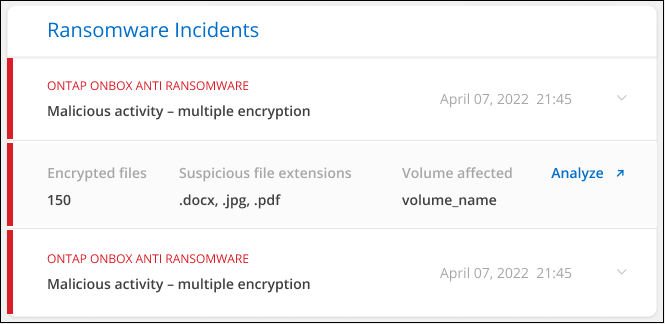 Ransomware Incidents
ONTAP ONBOX ANTI RANSOMWARE
Malicious activity – multiple encryption
April 07, 2022 21:45
Encrypted files Suspicious file extensions Volume affected Analyze
150 .docx, .jpg, .pdf volume_name
ONTAP ONBOX ANTI RANSOMWARE
Malicious activity – multiple encryption
April 07, 2022 21:45